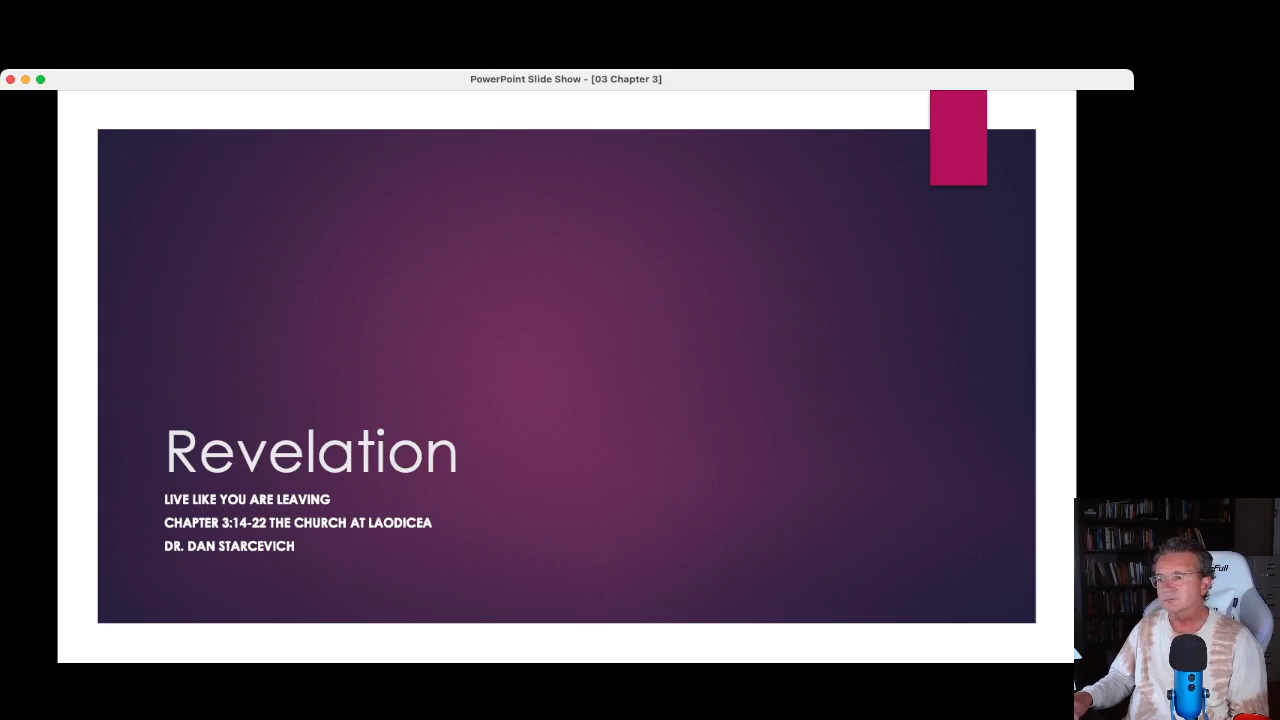 PowerPoint Slide Show - [03 Chapter 3]
Revelation
LIVE LIKE YOU ARE LEAVING
CHAPTER 3:14-22 THE CHURCH AT LAODICEA
DR. DAN STARCEVICH